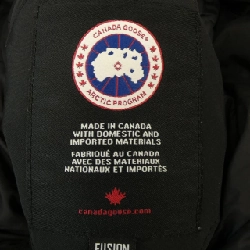 CANADA GOOSE
ARCTIC PROGRAM
MADE IN CANADA
WITH DOMESTIC AND
IMPORTED MATERIALS
FABRIQUÉ AU CANADA
AVEC DES MATERIAUX
NATIONAUX ET IMPORTÉS
canadagoose.com
FUSION